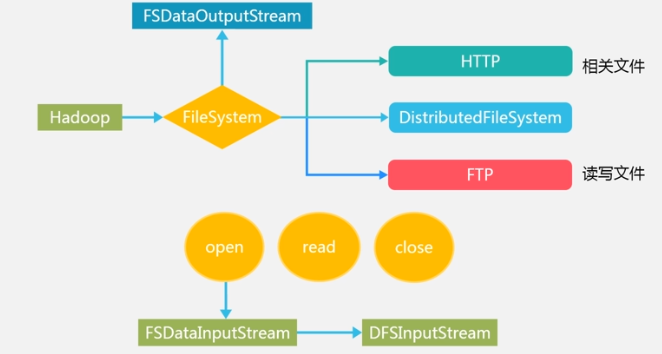 FSDataOutputStream
HTTP
相关文件
Hadoop
FileSystem
DistributedFileSystem
FTP
读写文件
open
read
close
FSDataInputStream
DFSInputStream